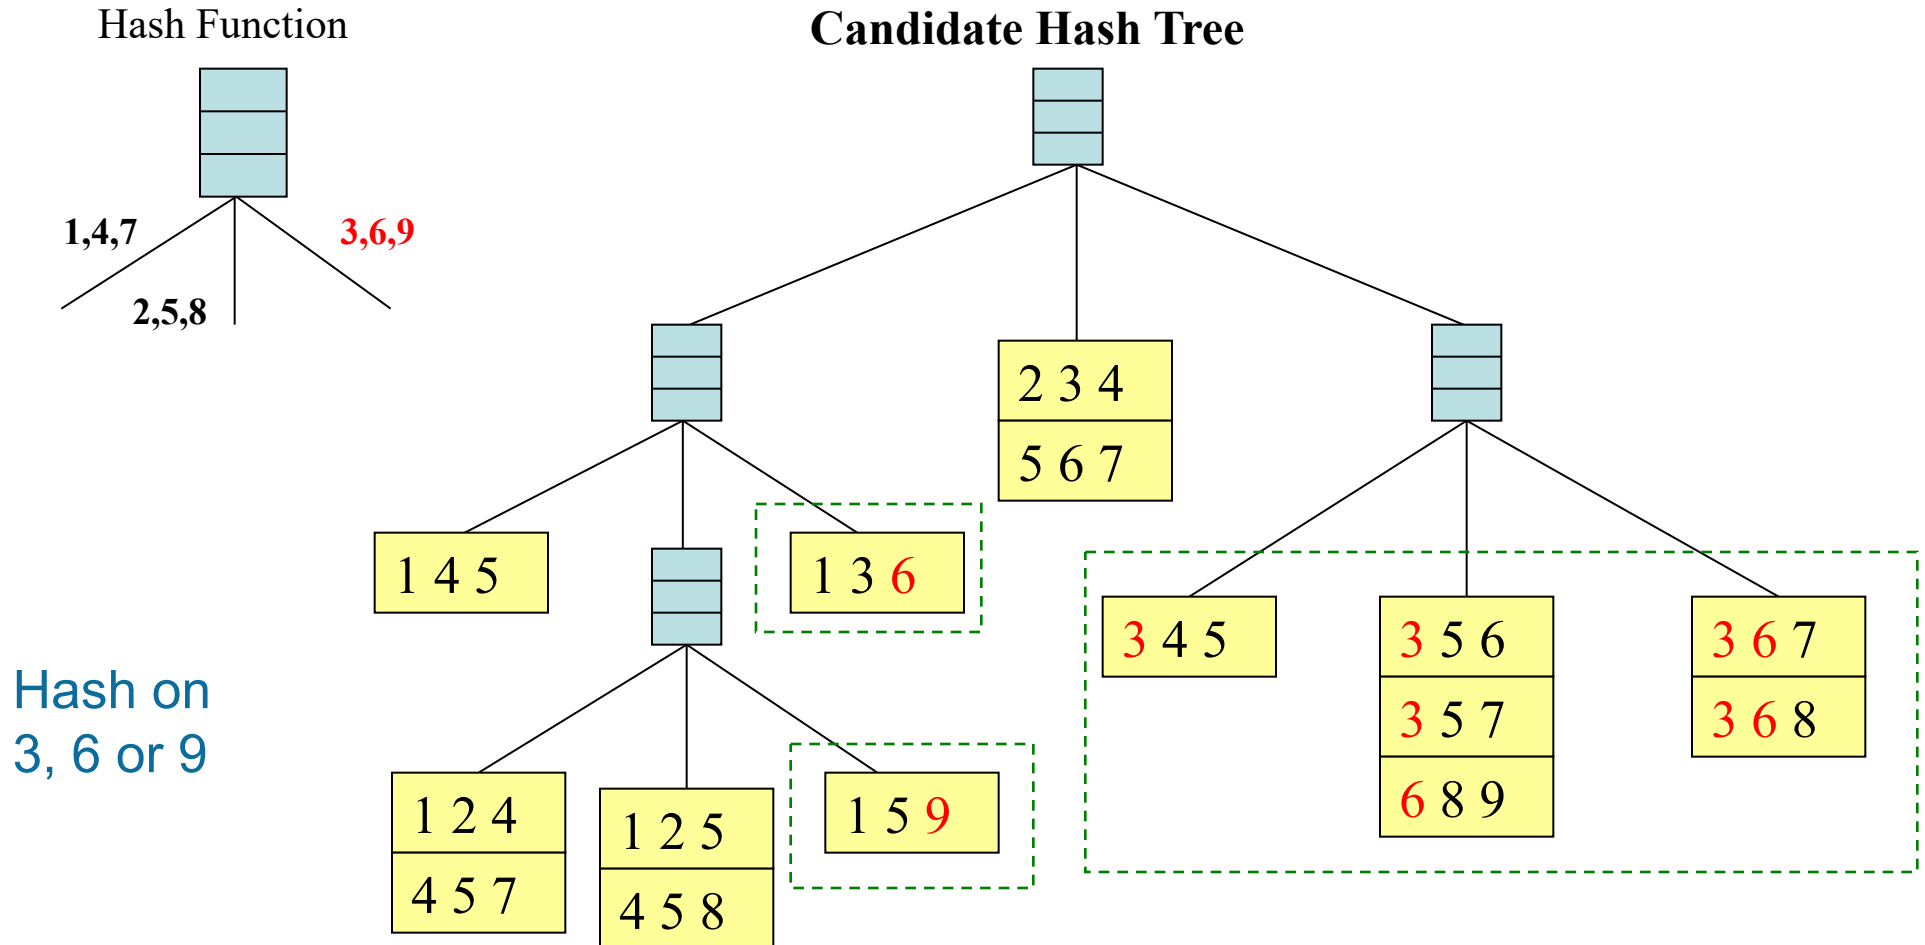 Hash Function
Candidate Hash Tree
1,4,7
3,6,9
2,5,8
2 3 4
5 6 7
1 4 5
1 3 6
3 4 5
3 5 6
3 6 7
3 5 7
3 6 8
6 8 9
Hash on
3, 6 or 9
1 2 4
1 2 5
1 5 9
4 5 7
4 5 8